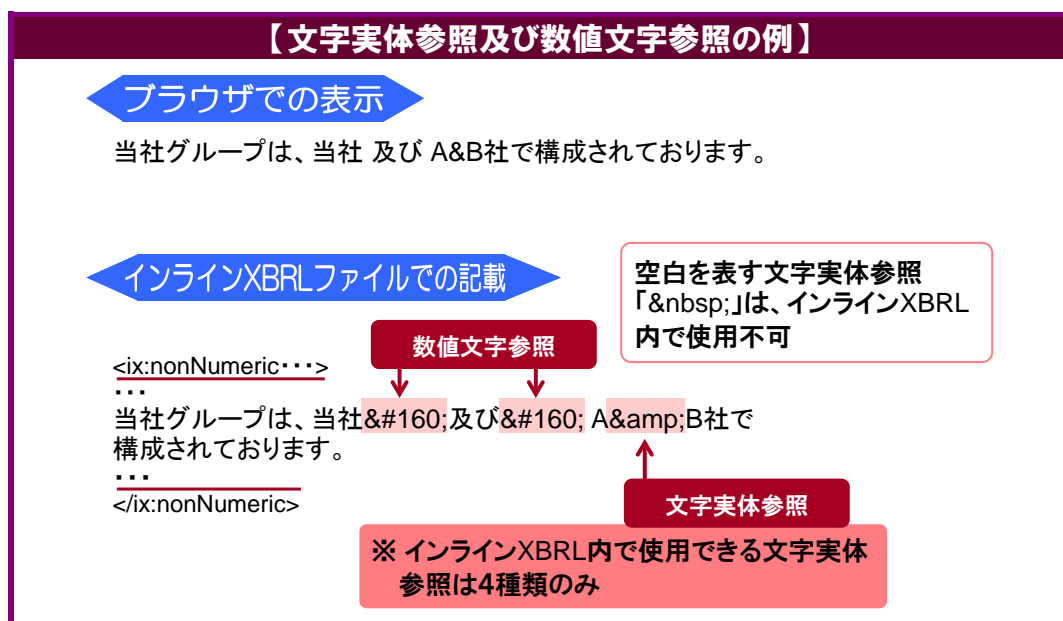 【文字実体参照及び数値文字参照の例】
ブラウザでの表示
当社グループは、当社 及び A&B社で構成されております。
インラインXBRLファイルでの記載
空白を表す文字実体参照
「&nbsp;」は、インラインXBRL
内で使用不可
数値文字参照
<ix:nonNumeric･･･>
･･･
当社グループは、当社&#160;及び&#160; A&amp;B社で
構成されております。
･･･
</ix:nonNumeric>
文字実体参照
※ インラインXBRL内で使用できる文字実体
参照は4種類のみ